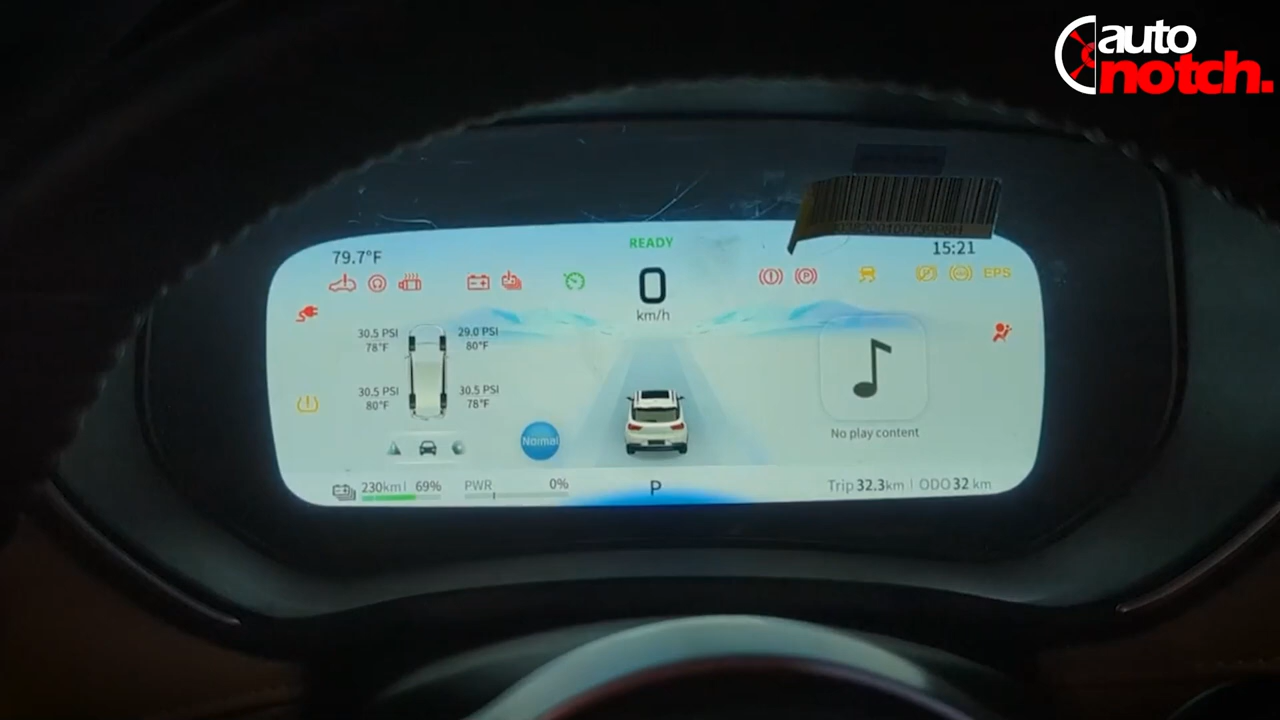 auto
notch.
READY
79.7°F
15:21
0
km/h
EPS
30.5 PSI
78°F
29.0 PSI
80°F
30.5 PSI
80°F
30.5 PSI
78°F
Normal
No play content
230km | 69%
PWR 0%
P
Trip 32.3km | ODO 32 km